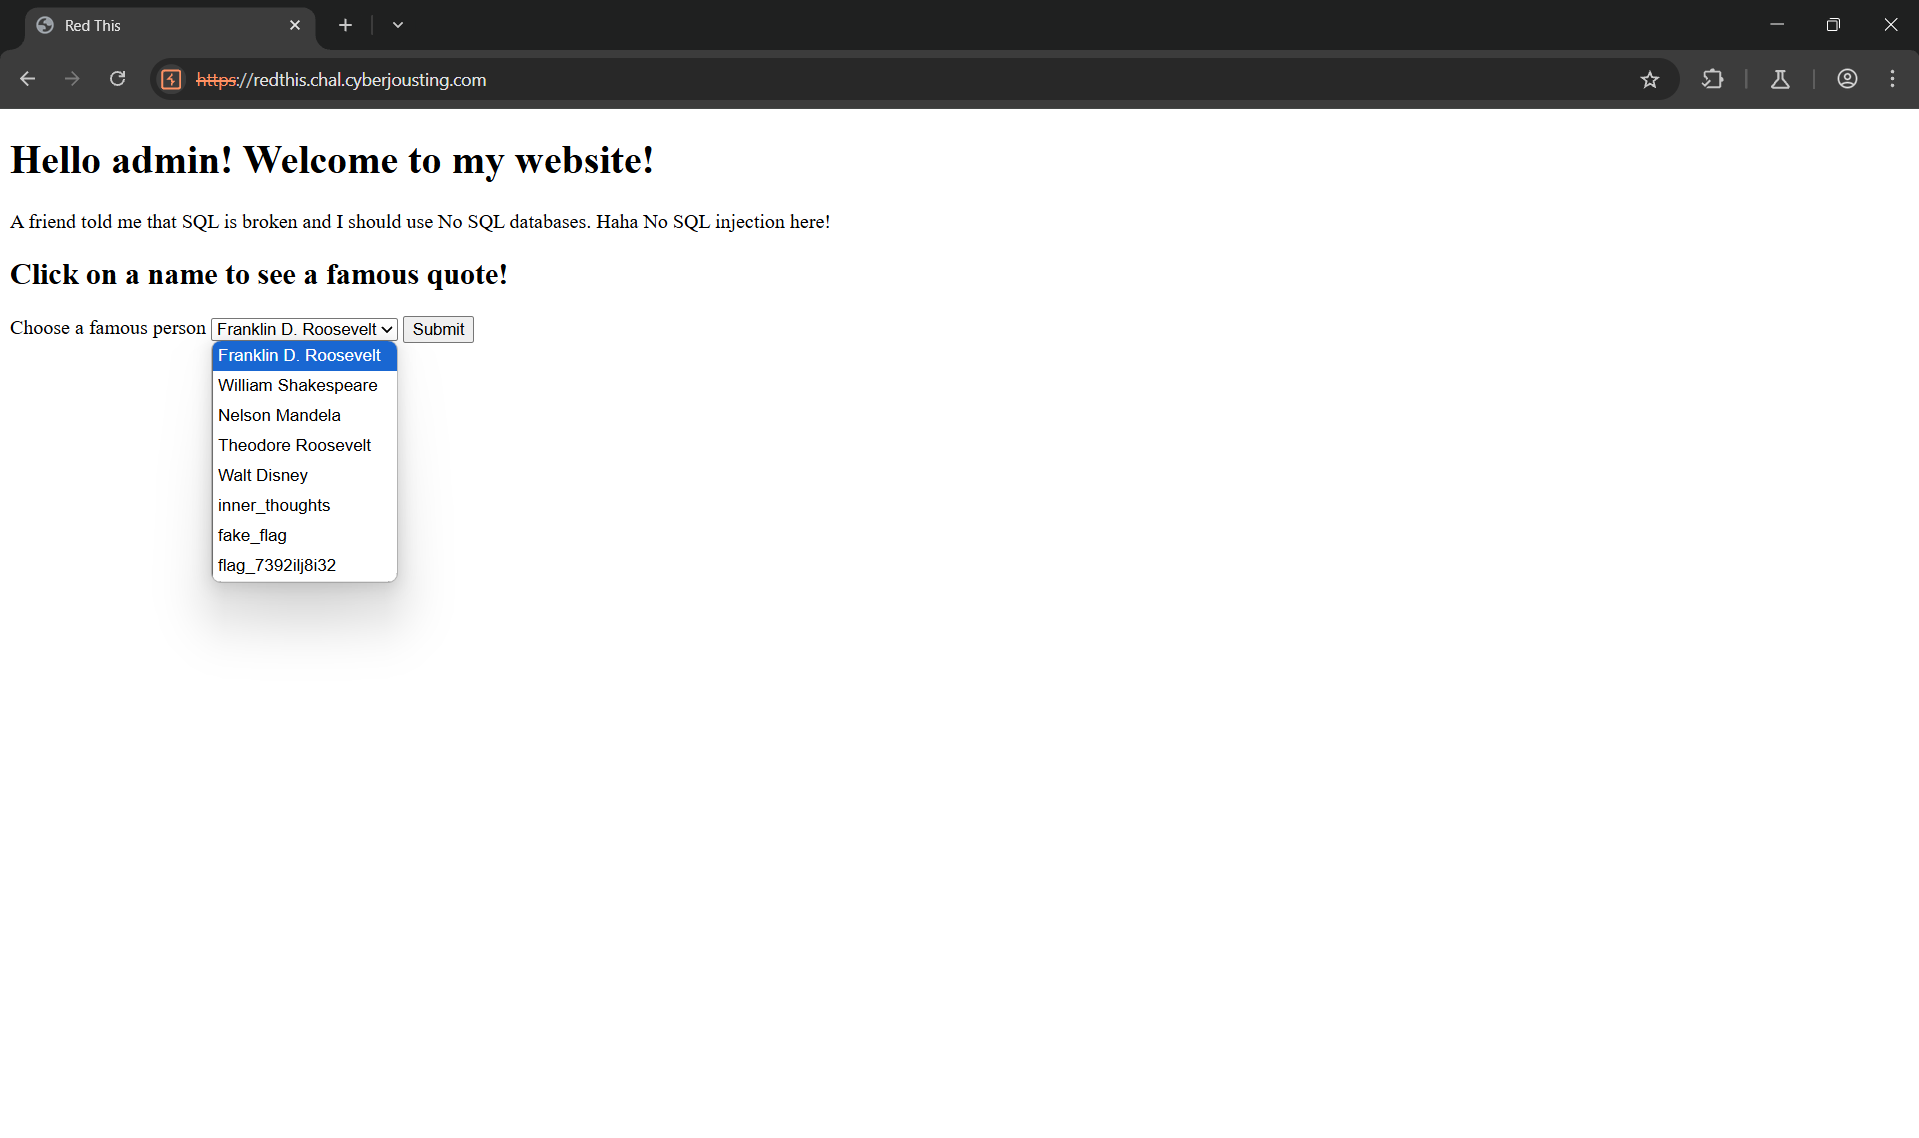 Red This
https://redthis.chal.cyberjousting.com
Hello admin! Welcome to my website!
A friend told me that SQL is broken and I should use No SQL databases. Haha No SQL injection here!
Click on a name to see a famous quote!
Choose a famous person Franklin D. Roosevelt Submit
Franklin D. Roosevelt
William Shakespeare
Nelson Mandela
Theodore Roosevelt
Walt Disney
inner_thoughts
fake_flag
flag_7392ilj8i32